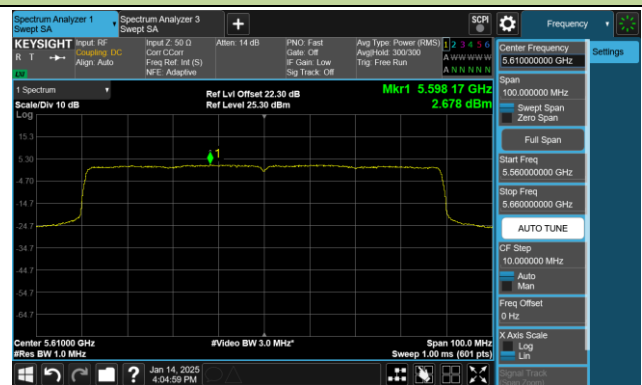 Spectrum Analyzer 1
Swept SA
Spectrum Analyzer 3
Swept SA
+
SCPI
Frequency
KEYSIGHT
R T
LW
Input: RF
Coupling: DC
Align: Auto
Input Z: 50 Ω
Corr CCorr
Freq Ref: Int (S)
NFE: Adaptive
Atten: 14 dB
PNO: Fast
Gate: Off
IF Gain: Low
Sig Track: Off
Avg Type: Power (RMS)
Avg|Hold: 300/300
Trig: Free Run
1 2 3 4 5 6
A W W W W W
A N N N N N
1 Spectrum
Scale/Div 10 dB
Log
Ref Lvl Offset 22.30 dB
Ref Level 25.30 dBm
Mkr1 5.598 17 GHz
2.678 dBm
1
15.3
5.30
-4.70
-14.7
-24.7
-34.7
-44.7
-54.7
-64.7
Center 5.61000 GHz
#Res BW 1.0 MHz
#Video BW 3.0 MHz*
Span 100.0 MHz
Sweep 1.00 ms (601 pts)
?
Jan 14, 2025
4:04:59 PM
Center Frequency
5.610000000 GHz
Settings
Span
100.000000 MHz
Swept Span
Zero Span
Full Span
Start Freq
5.560000000 GHz
Stop Freq
5.660000000 GHz
AUTO TUNE
CF Step
10.000000 MHz
Auto
Man
Freq Offset
0 Hz
X Axis Scale
Log
Lin
Signal Track
(Span Zoom)